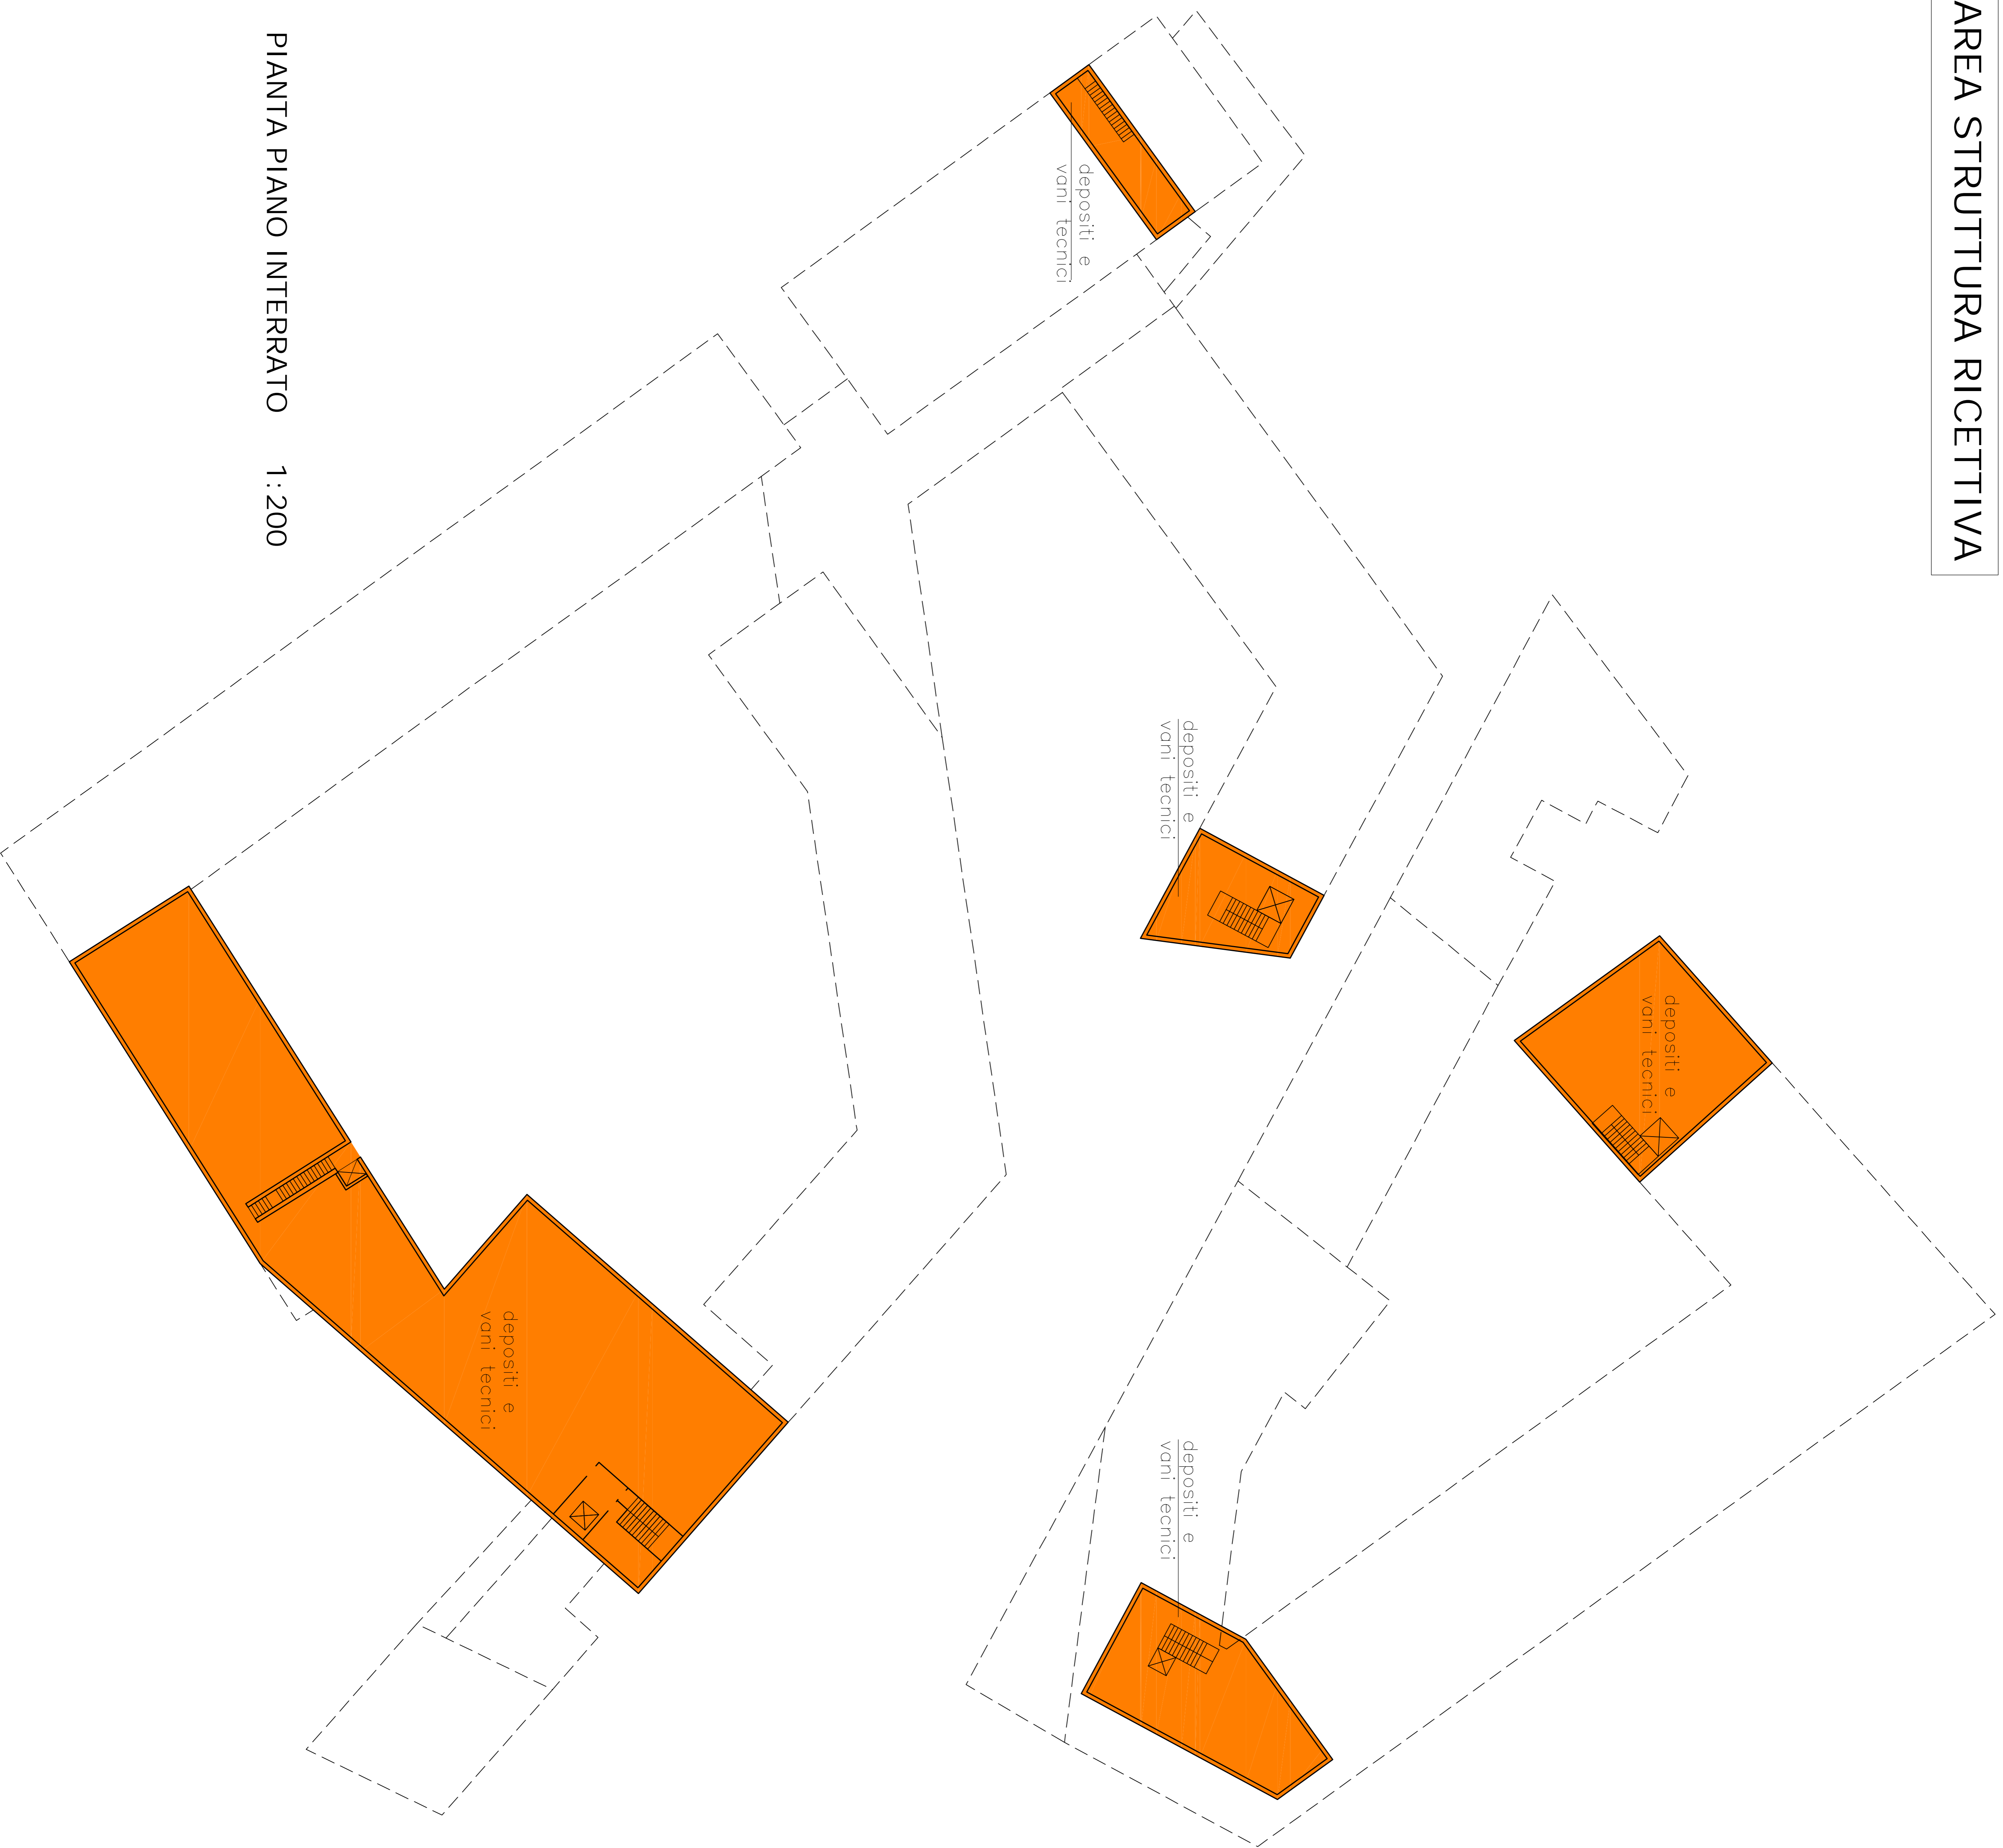 AREA STRUTTURA RICETTIVA
depositi e
vani tecnici
depositi e
vani tecnici
depositi e
vani tecnici
depositi e
vani tecnici
depositi e
vani tecnici
PIANTA PIANO INTERRATO 1:200